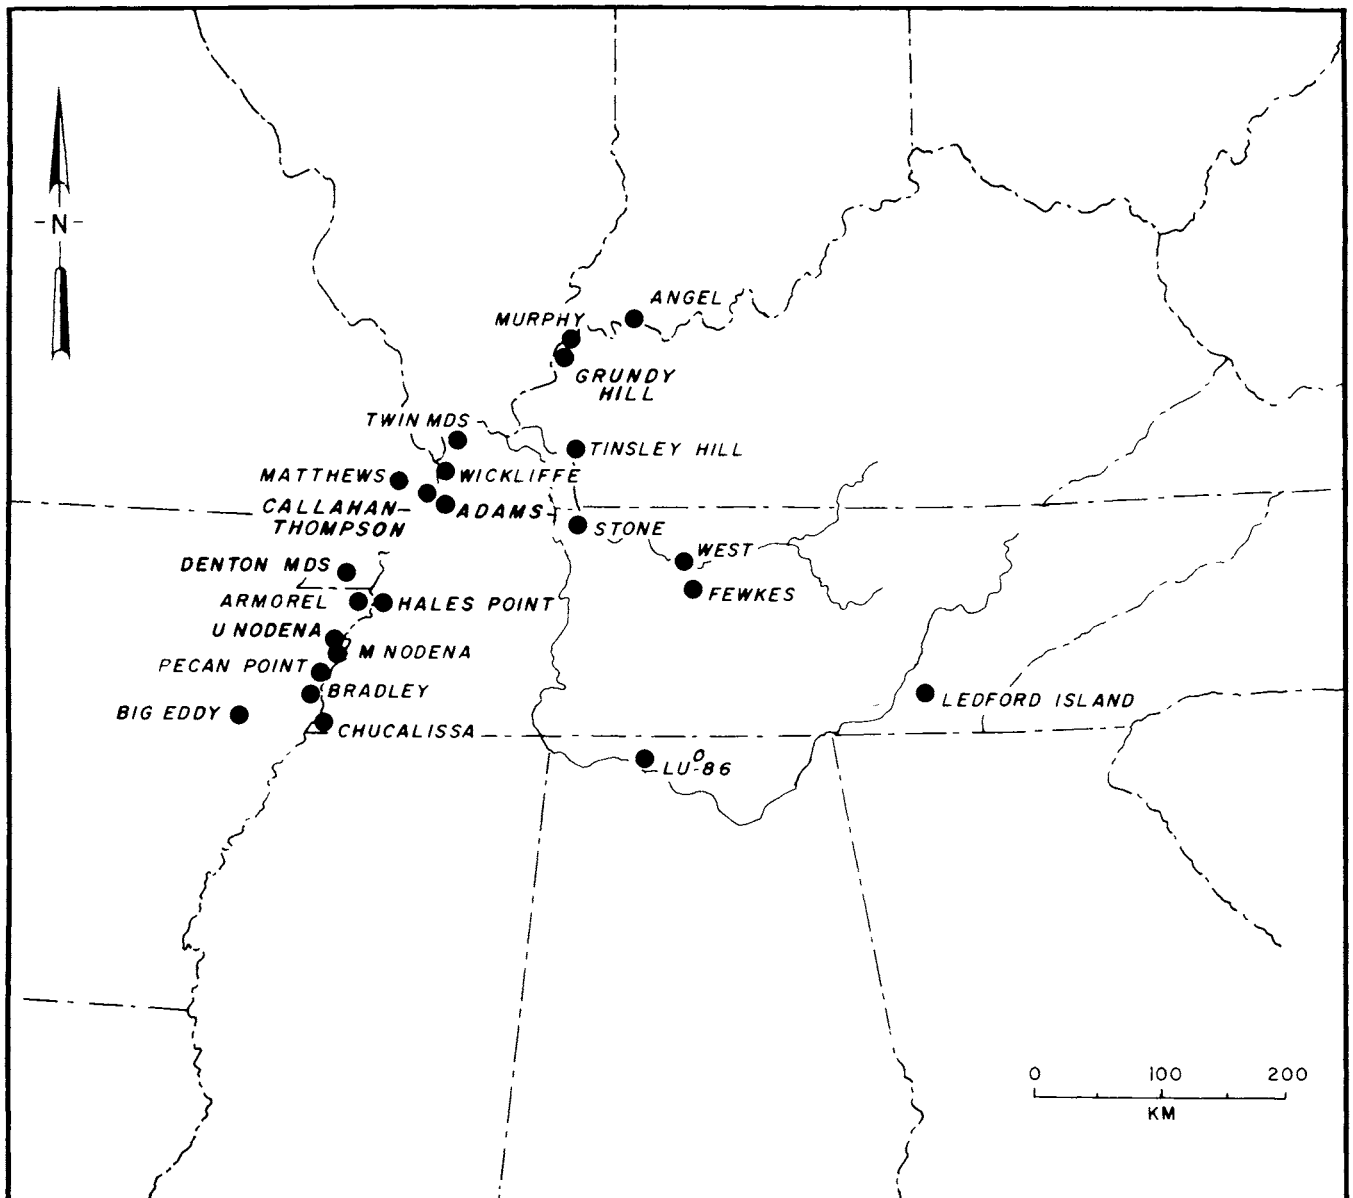 -N-
ANGEL
MURPHY
GRUNDY
HILL
TWIN MDS
TINSLEY HILL
MATTHEWS
WICKLIFFE
CALLAHAN-
THOMPSON
ADAMS
STONE
WEST
DENTON MDS
FEWKES
ARMOREL
HALES POINT
U NODENA
M NODENA
PECAN POINT
BRADLEY
LEDFORD ISLAND
BIG EDDY
CHUCALISSA
LU-86
0 100 200
KM